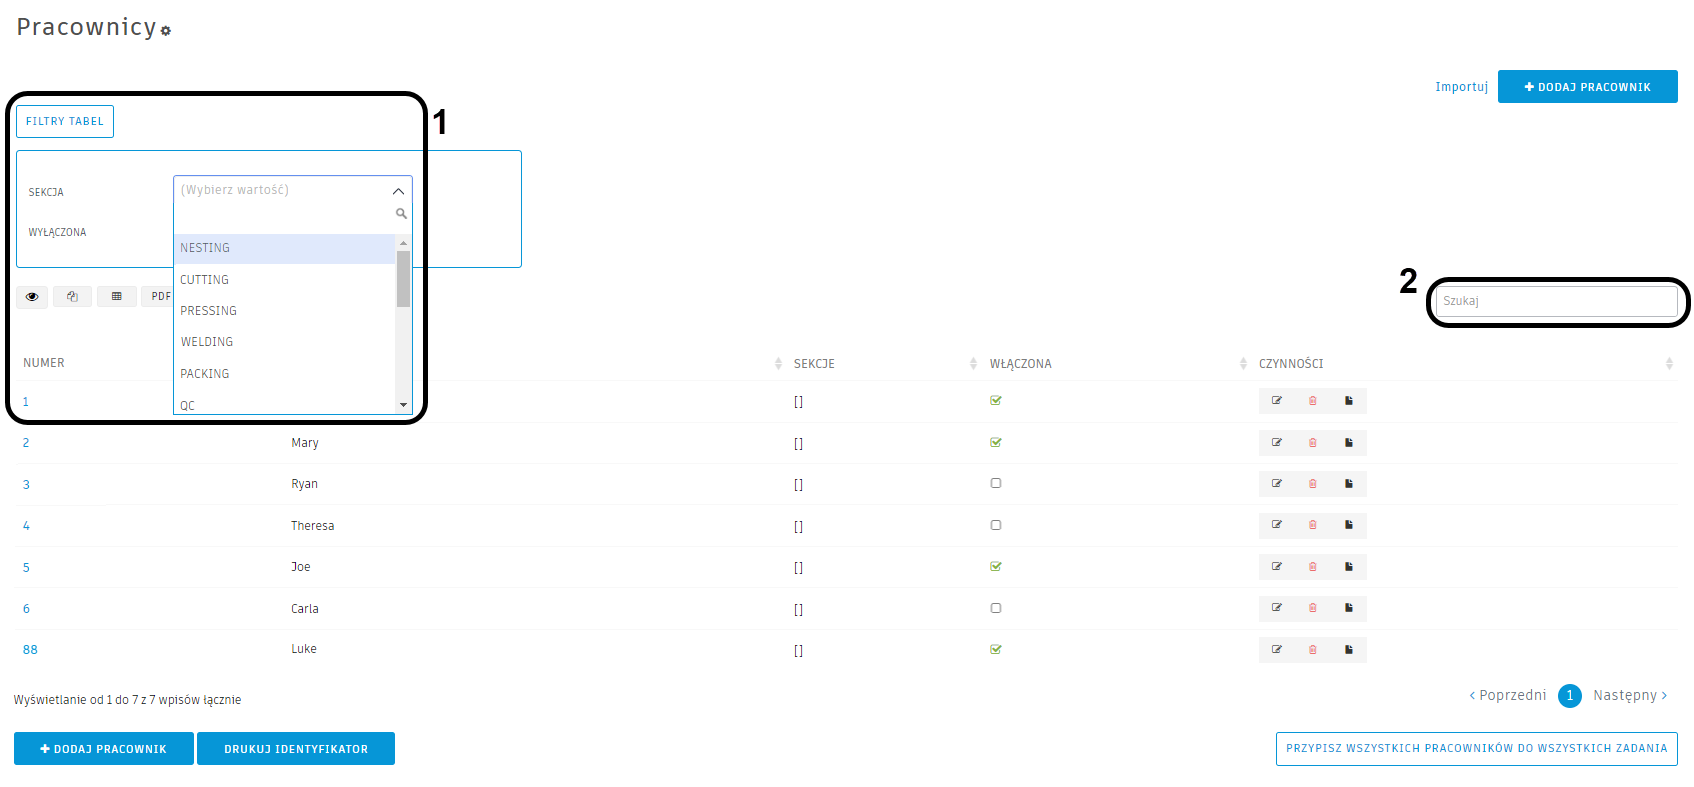 Pracownicy
Importuj
DODAJ PRACOWNIK
1
FILTRY TABEL
SEKCJA
(Wybierz wartość)
WYŁĄCZONA
NESTING
CUTTING
PRESSING
WELDING
PACKING
QC
PDF
2
Szukaj
NUMER SEKCJE WŁĄCZONA CZYNNOŚCI
1 []
2 Mary []
3 Ryan []
4 Theresa []
5 Joe []
6 Carla []
88 Luke []
Wyświetlanie od 1 do 7 z 7 wpisów łącznie
< Poprzedni 1 Następny >
DODAJ PRACOWNIK
DRUKUJ IDENTYFIKATOR
PRZYPISZ WSZYSTKICH PRACOWNIKÓW DO WSZYSTKICH ZADANIA